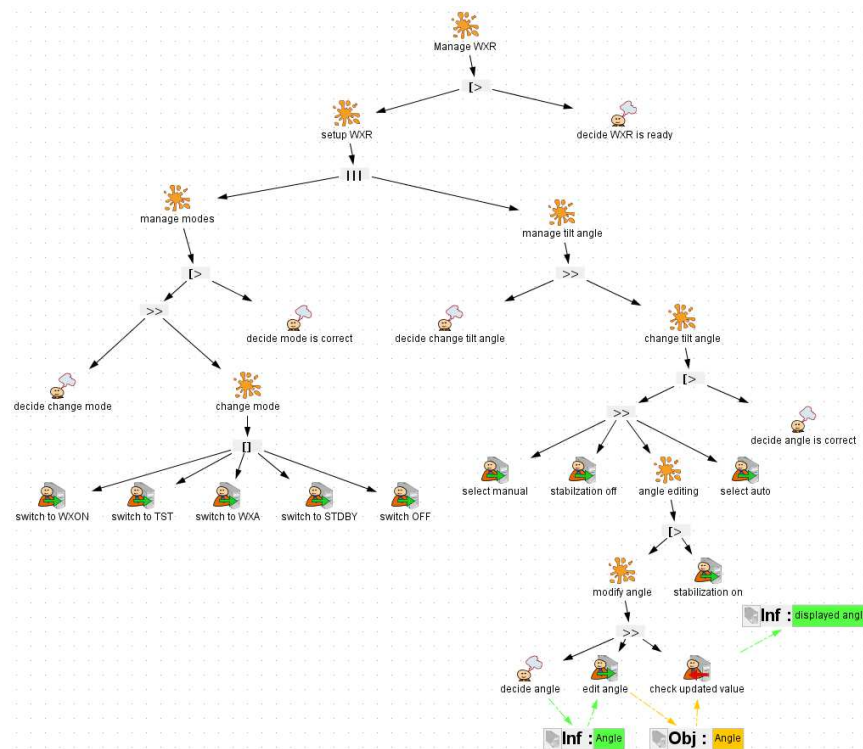 Manage WXR
[>
setup WXR
decide WXR is ready
|||
manage modes
manage tilt angle
[>
>>
>>
decide mode is correct
decide change tilt angle
change tilt angle
decide change mode
change mode
[>
[]
>>
decide angle is correct
switch to WXON
switch to TST
switch to WXA
switch to STDBY
switch OFF
select manual
stabilzation off
angle editing
select auto
[>
modify angle
stabilization on
Inf : displayed angl
>>
decide angle
edit angle
check updated value
Inf : Angle
Obj : Angle